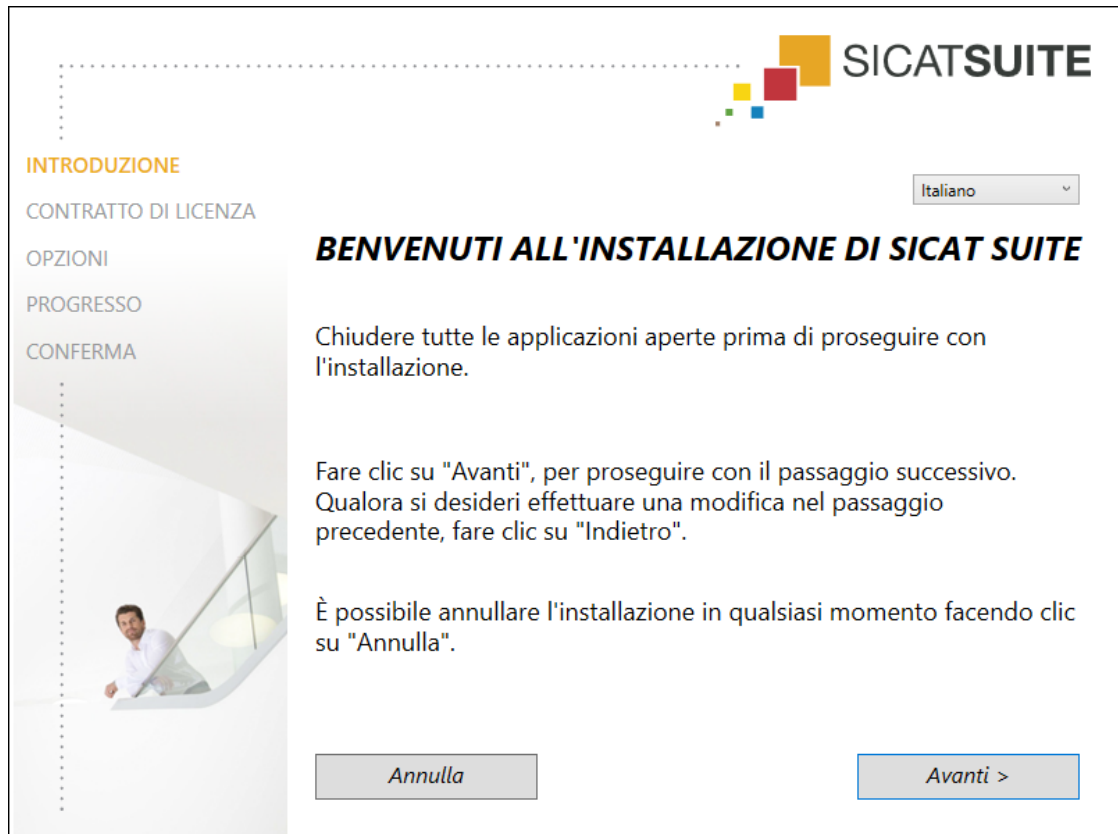 SICATSUITE
INTRODUZIONE
CONTRATTO DI LICENZA
OPZIONI
PROGRESSO
CONFERMA
Italiano
BENVENUTI ALL'INSTALLAZIONE DI SICAT SUITE
Chiudere tutte le applicazioni aperte prima di proseguire con
l'installazione.
Fare clic su "Avanti", per proseguire con il passaggio successivo.
Qualora si desideri effettuare una modifica nel passaggio
precedente, fare clic su "Indietro".
È possibile annullare l'installazione in qualsiasi momento facendo clic
su "Annulla".
Annulla
Avanti >